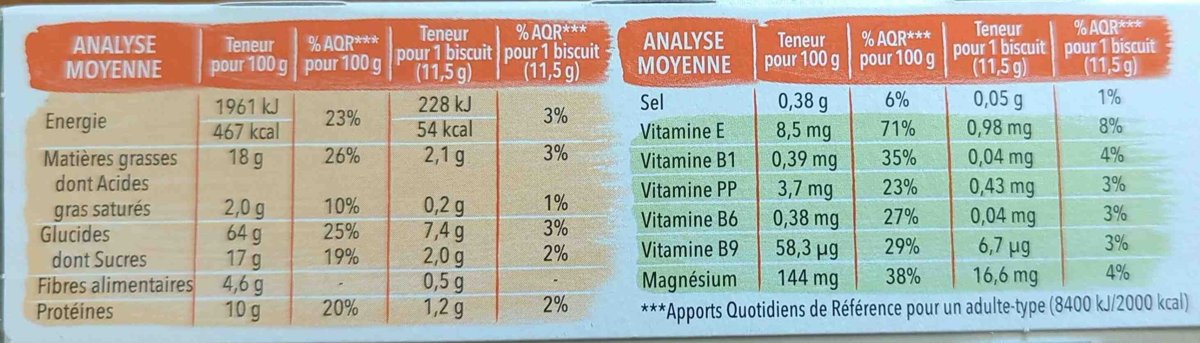 ANALYSE MOYENNE Teneur pour 100 g % AQR*** pour 100 g Teneur pour 1 biscuit (11,5 g) % AQR*** pour 1 biscuit (11,5 g)
Energie 1961 kJ 467 kcal 23% 228 kJ 54 kcal 3%
Matières grasses 18 g 26% 2,1 g 3%
dont Acides
gras saturés 2,0 g 10% 0,2 g 1%
Glucides 64 g 25% 7,4 g 3%
dont Sucres 17 g 19% 2,0 g 2%
Fibres alimentaires 4,6 g - 0,5 g -
Protéines 10 g 20% 1,2 g 2%
ANALYSE MOYENNE Teneur pour 100 g % AQR*** pour 100 g Teneur pour 1 biscuit (11,5 g) % AQR*** pour 1 biscuit (11,5 g)
Sel 0,38 g 6% 0,05 g 1%
Vitamine E 8,5 mg 71% 0,98 mg 8%
Vitamine B1 0,39 mg 35% 0,04 mg 4%
Vitamine PP 3,7 mg 23% 0,43 mg 3%
Vitamine B6 0,38 mg 27% 0,04 mg 3%
Vitamine B9 58,3 µg 29% 6,7 µg 3%
Magnésium 144 mg 38% 16,6 mg 4%
***Apports Quotidiens de Référence pour un adulte-type (8400 kJ/2000 kcal)